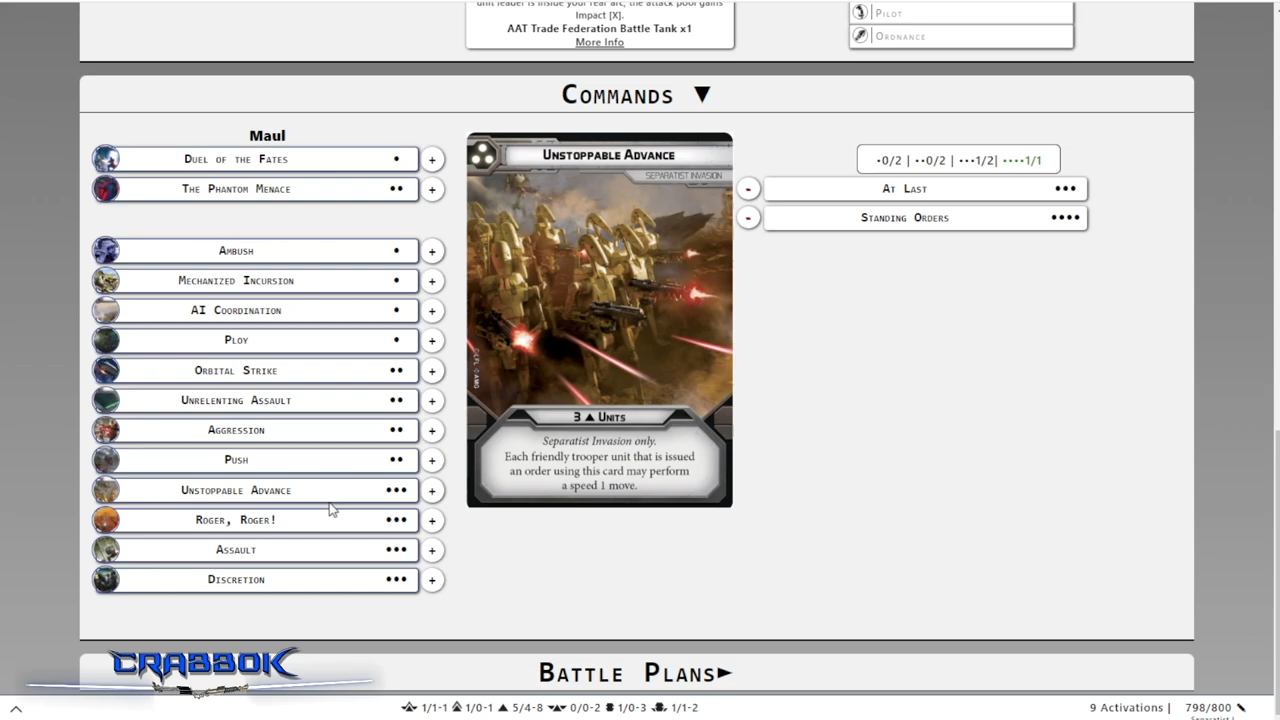 unit leader is inside your rear arc, the attack pool gains
Impact [X].
AAT Trade Federation Battle Tank x1
More Info
Pilot
Ordnance
Commands ▼
Maul
Duel of the Fates •
+
The Phantom Menace ••
+
Ambush •
+
Mechanized Incursion •
+
AI Coordination •
+
Ploy •
+
Orbital Strike ••
+
Unrelenting Assault ••
+
Aggression ••
+
Push ••
+
Unstoppable Advance •••
+
Roger, Roger! •••
+
Assault •••
+
Discretion •••
+
Unstoppable Advance
SEPARATIST INVASION
3 ▲ Units
Separatist Invasion only.
Each friendly trooper unit that is issued
an order using this card may perform
a speed 1 move.
•0/2 | ••0/2 | •••1/2| ••••1/1
-
At Last •••
-
Standing Orders ••••
CRABBOK
Battle Plans►
1/1-1 1/0-1 5/4-8 0/0-2 1/0-3 1/1-2
9 Activations | 798/800